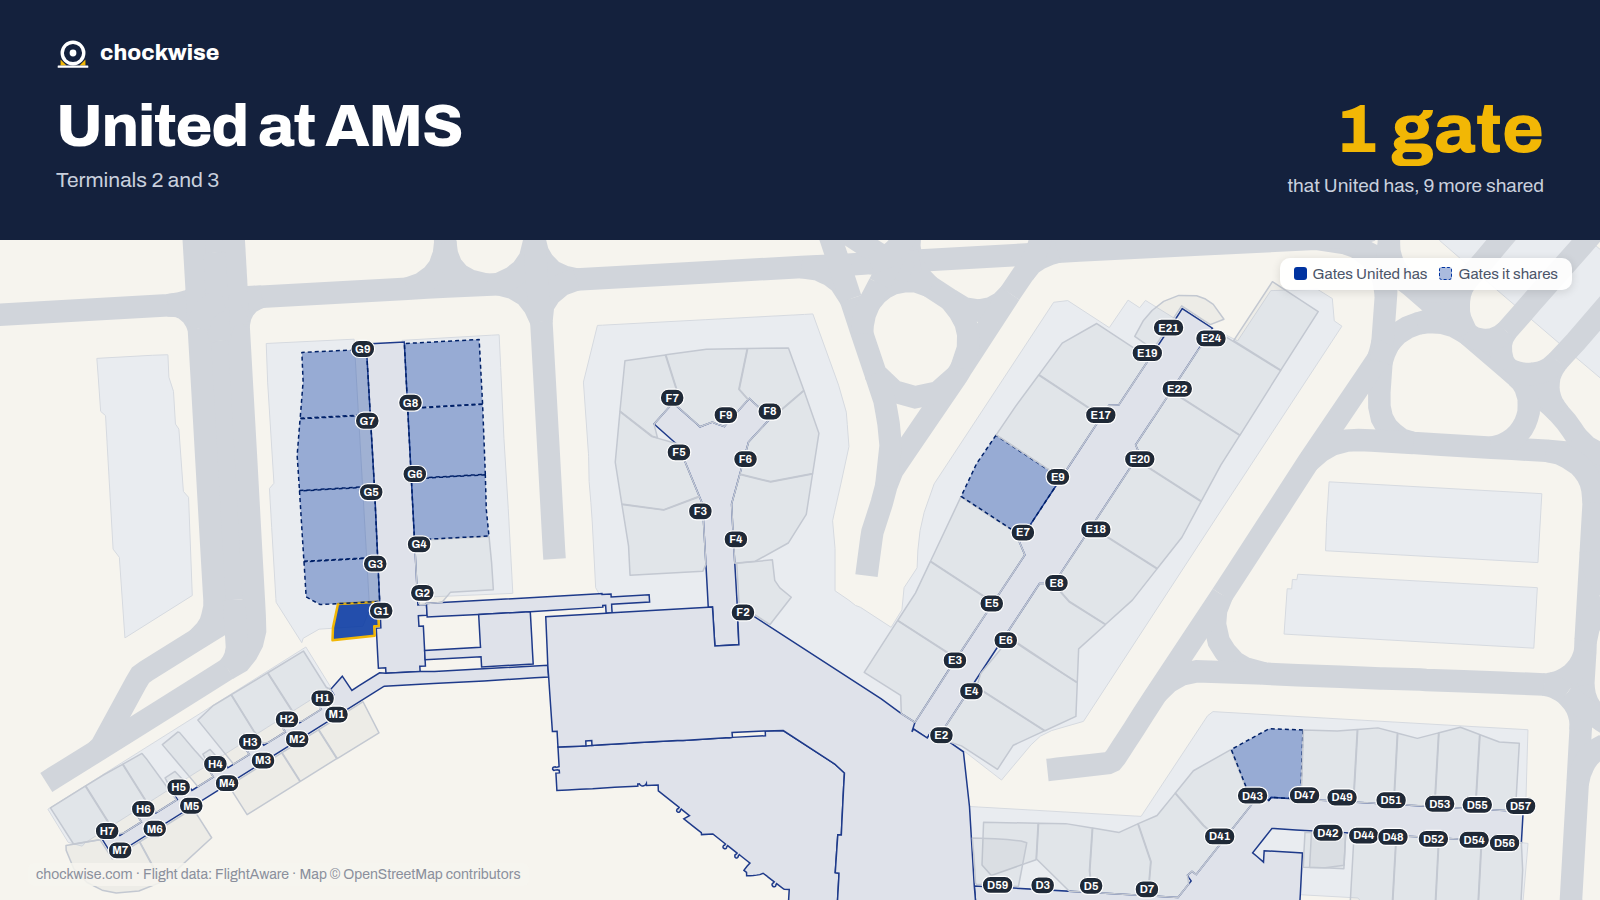 chockwise
United at AMS
Terminals 2 and 3
1 gate
that United has, 9 more shared
Gates United has
Gates it shares
G9
G8
G7
G6
G5
G4
G3
G2
G1
F7
F9
F8
F5
F6
F3
F4
F2
E21
E24
E19
E22
E17
E20
E9
E7
E18
E8
E5
E6
E3
E4
E2
H1
M1
H2
M2
H3
M3
H4
M4
H5
M5
H6
M6
H7
M7
D43
D47
D49
D51
D53
D55
D57
D41
D42
D44
D48
D52
D54
D56
D59
D3
D5
D7
chockwise.com · Flight data: FlightAware · Map © OpenStreetMap contributors